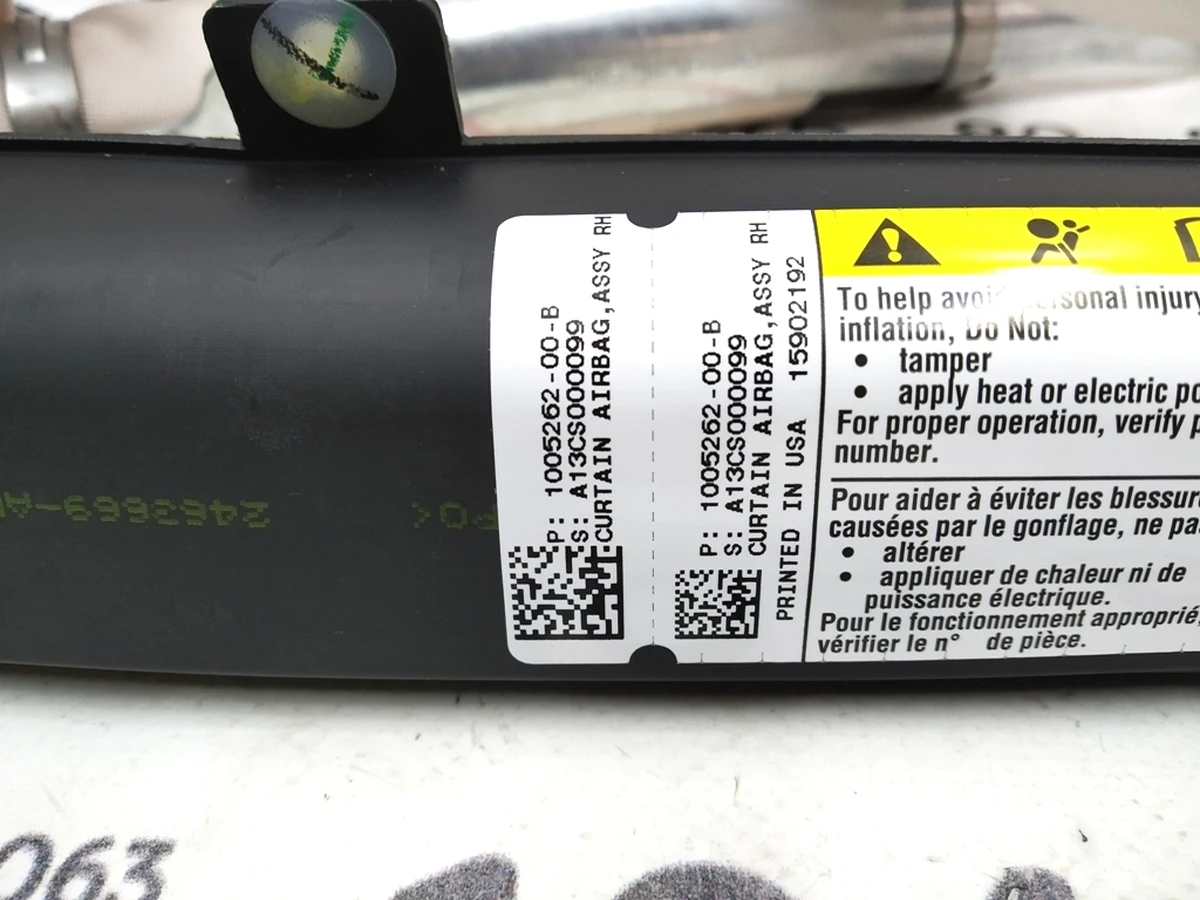 P: 1005262-00-B
S: A13CS000099
CURTAIN AIRBAG,ASSY RH
P: 1005262-00-B
S: A13CS000099
CURTAIN AIRBAG,ASSY RH
PRINTED IN USA 15902192
To help avoid personal injury
inflation, Do Not:
• tamper
• apply heat or electric po
For proper operation, verify p
number.
Pour aider à éviter les blessure
causées par le gonflage, ne pa
• altérer
• appliquer de chaleur ni de
puissance électrique.
Pour le fonctionnement approprié,
vérifier le n° de pièce.
2463669-A
>PO<
063